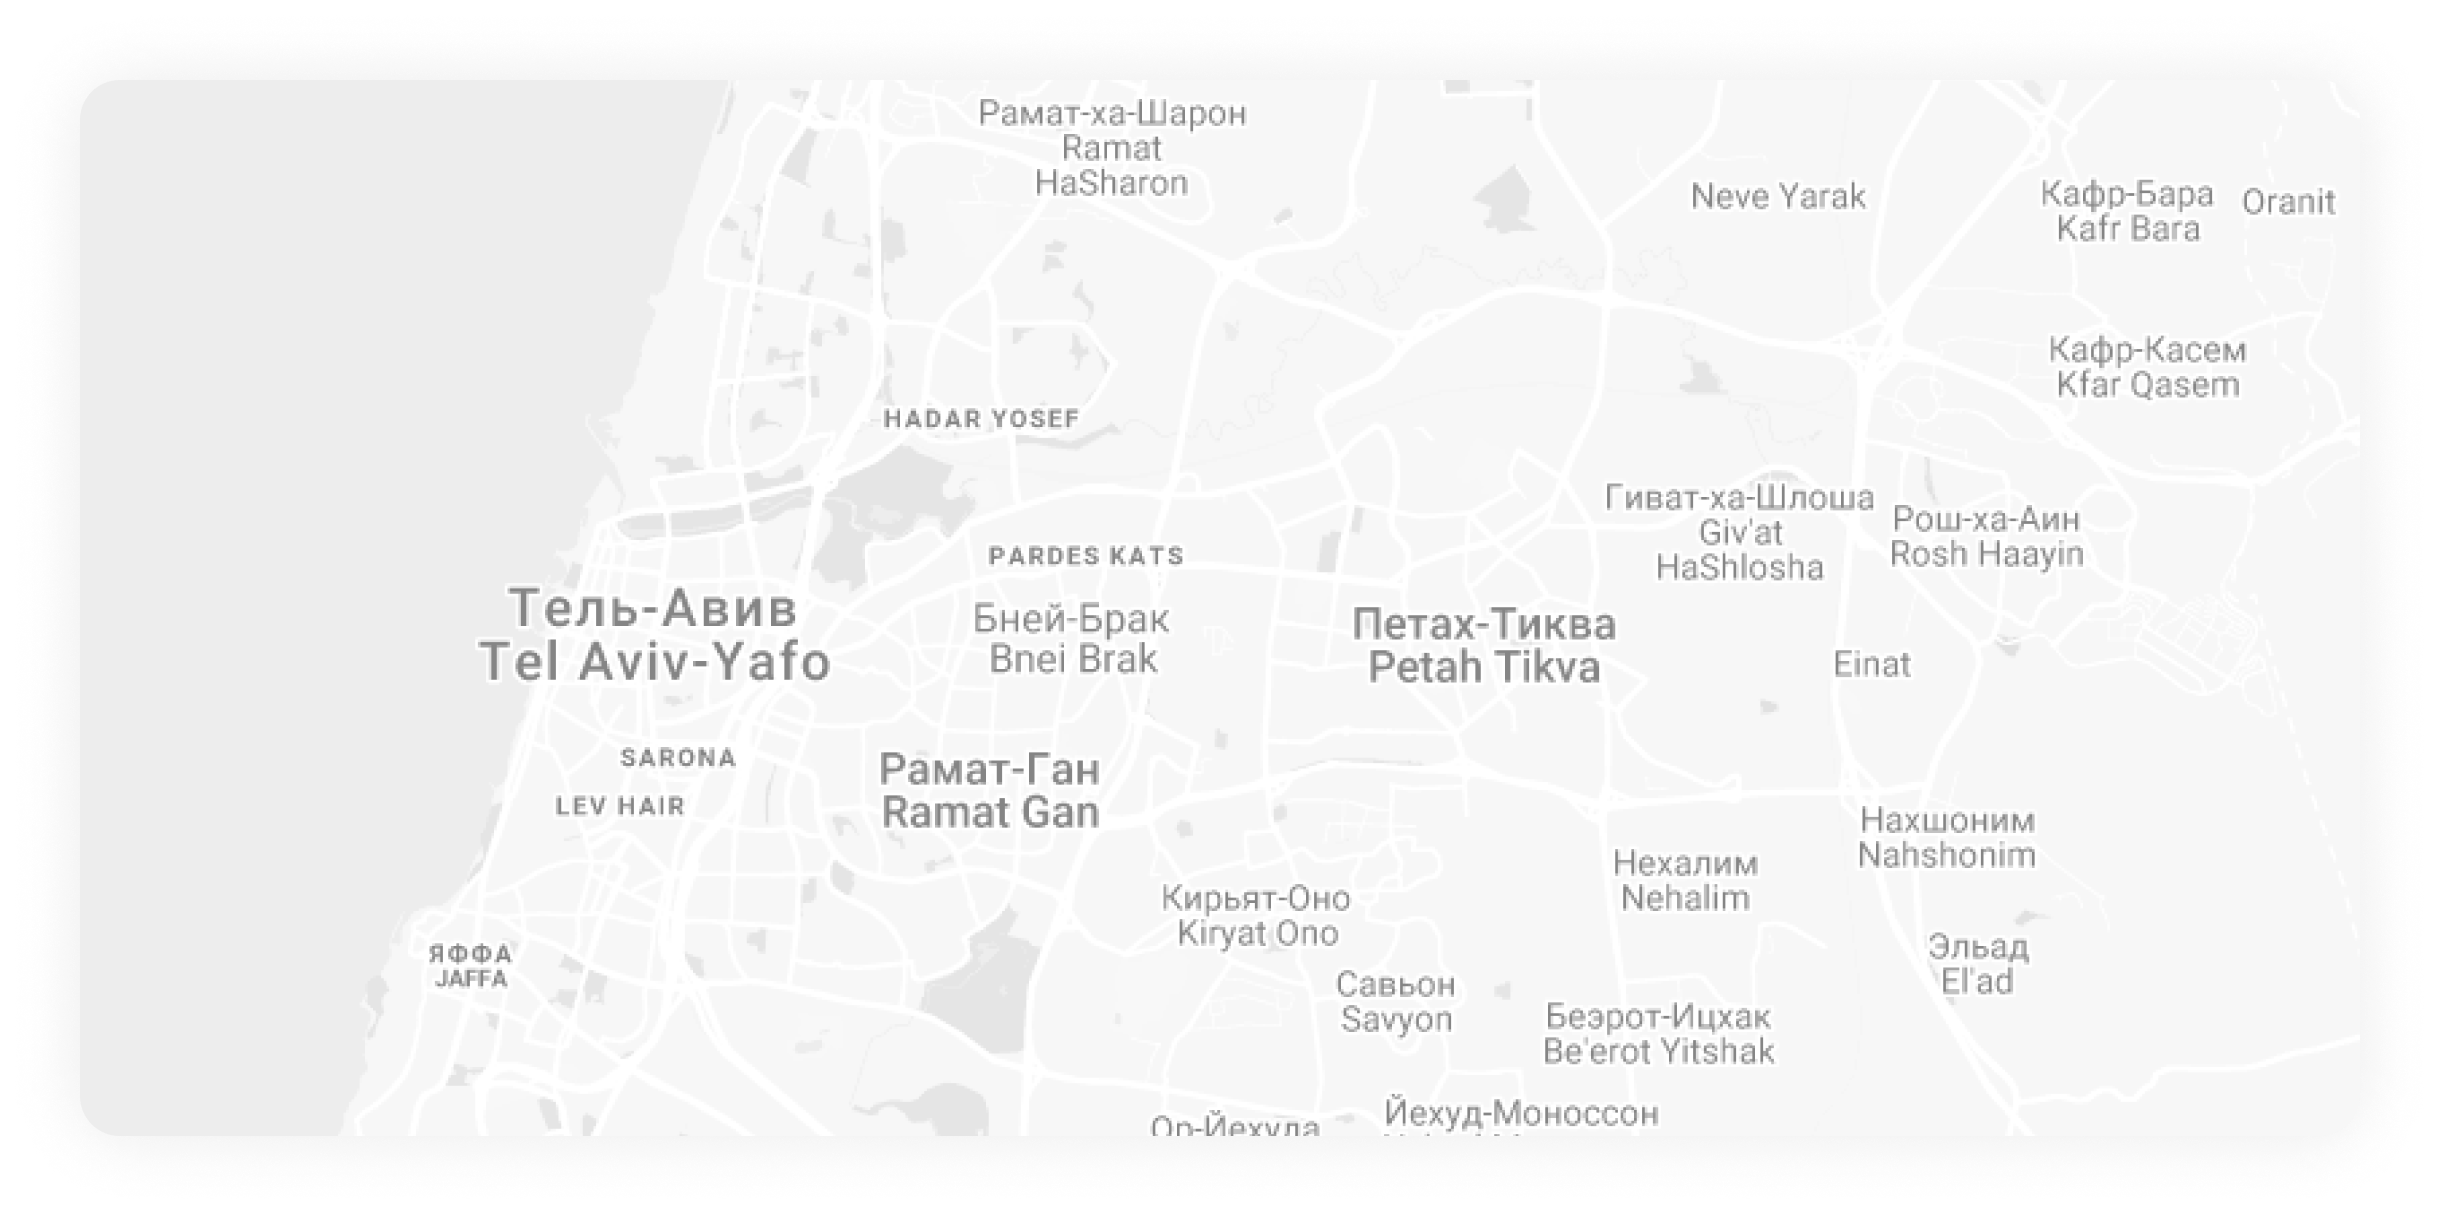 Рамат-ха-Шарон
Ramat
HaSharon
Neve Yarak
Кафр-Бара
Kafr Bara
Oranit
Кафр-Касем
Kfar Qasem
HADAR YOSEF
Гиват-ха-Шлоша
Giv'at
HaShlosha
Рош-ха-Аин
Rosh Haayin
PARDES KATS
Тель-Авив
Tel Aviv-Yafo
Бней-Брак
Bnei Brak
Петах-Тиква
Petah Tikva
Einat
SARONA
LEV HAIR
Рамат-Ган
Ramat Gan
Нахшоним
Nahshonim
Нехалим
Nehalim
Кирьят-Оно
Kiryat Ono
ЯФФА
JAFFA
Эльад
El'ad
Савьон
Savyon
Беэрот-Ицхак
Be'erot Yitshak
Йехуд-Моноссон
Ор-Йехуда